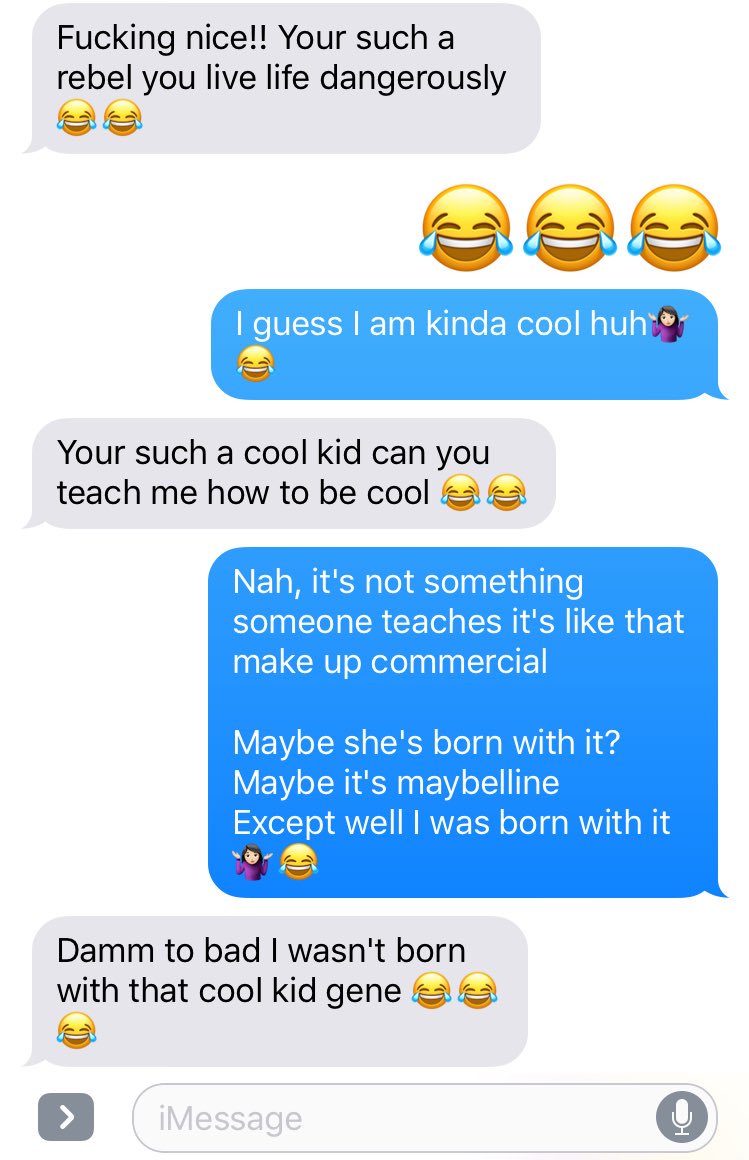 Fucking nice!! Your such a
rebel you live life dangerously
😂😂
😂😂😂
I guess I am kinda cool huh🤷🏻‍♀️
😂
Your such a cool kid can you
teach me how to be cool 😂😂
Nah, it's not something
someone teaches it's like that
make up commercial
Maybe she's born with it?
Maybe it's maybelline
Except well I was born with it
🤷🏻‍♀️😂
Damm to bad I wasn't born
with that cool kid gene 😂😂
😂
iMessage